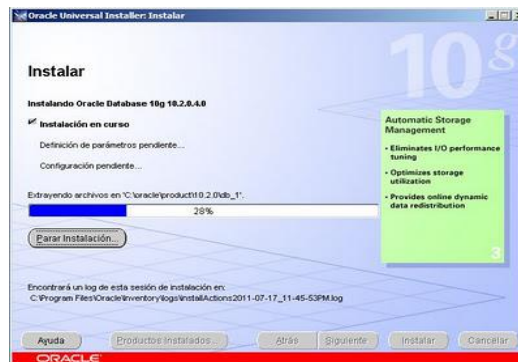 Oracle Universal Installer: Instalar
10g
Instalar
Instalando Oracle Database 10g 10.2.0.4.0
Instalación en curso
Definición de parámetros pendiente...
Configuración pendiente...
Extrayendo archivos en 'C:\oracle\product\10.2.0\db_1'.
28%
Parar Instalación...
Automatic Storage
Management
• Eliminates I/O performance
tuning
• Optimizes storage
utilization
• Provides online dynamic
data redistribution
3
Encontrará un log de esta sesión de instalación en:
C:\Program Files\Oracle\Inventory\logs\installActions2011-07-17_11-45-53PM.log
Ayuda
Productos Instalados...
Atrás
Siguiente
Instalar
Cancelar
ORACLE